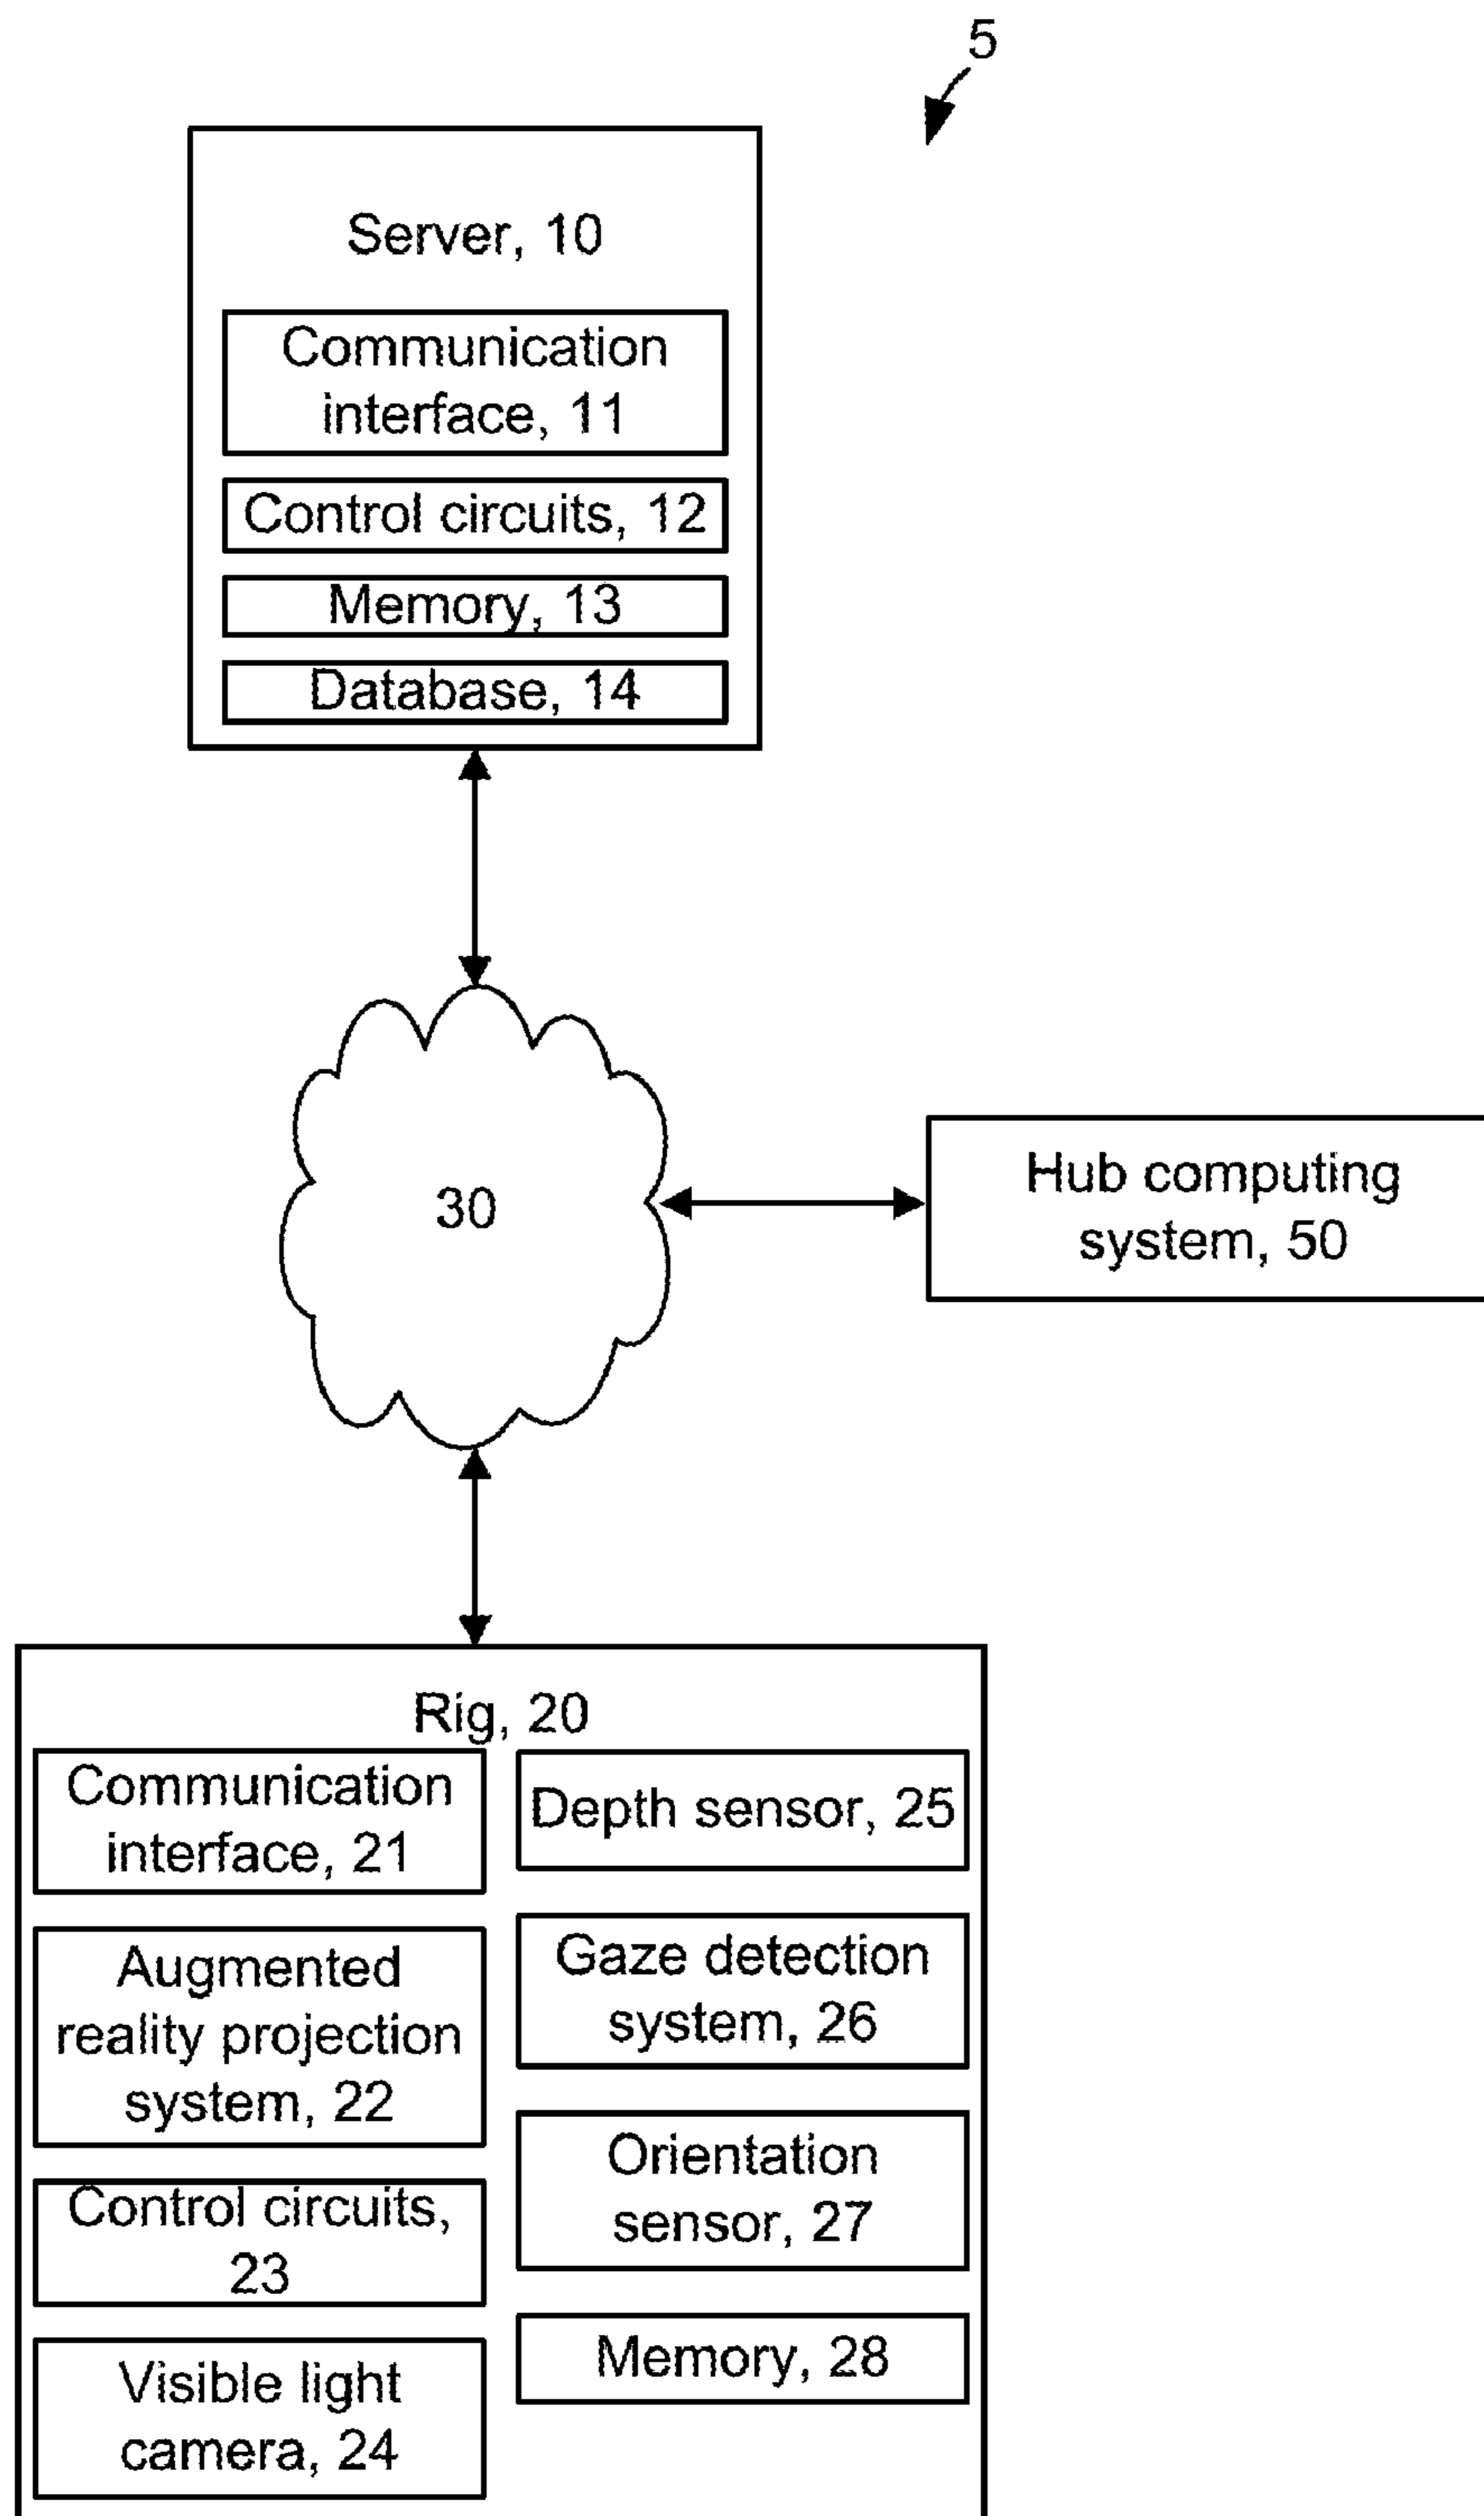 5
Server, 10
Communication
interface, 11
Control circuits, 12
Memory, 13
Database, 14
30
Hub computing
system, 50
Rig, 20
Communication
interface, 21
Augmented
reality projection
system, 22
Control circuits,
23
Visible light
camera, 24
Depth sensor, 25
Gaze detection
system, 26
Orientation
sensor, 27
Memory, 28